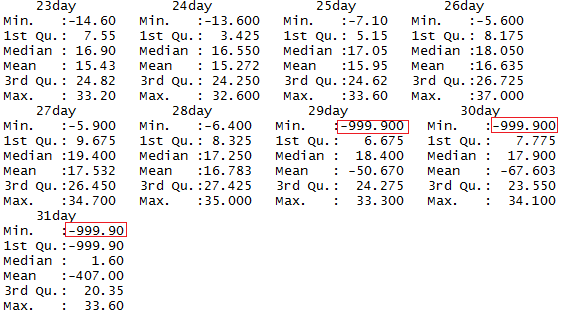 23day 24day 25day 26day
Min. :-14.60 Min. :-13.600 Min. :-7.10 Min. :-5.600
1st Qu.: 7.55 1st Qu.: 3.425 1st Qu.: 5.15 1st Qu.: 8.175
Median : 16.90 Median : 16.550 Median :17.05 Median :18.050
Mean : 15.43 Mean : 15.272 Mean :15.95 Mean :16.635
3rd Qu.: 24.82 3rd Qu.: 24.250 3rd Qu.:24.62 3rd Qu.:26.725
Max. : 33.20 Max. : 32.600 Max. :33.60 Max. :37.000
27day 28day 29day 30day
Min. :-5.900 Min. :-6.400 Min. :-999.900 Min. :-999.900
1st Qu.: 9.675 1st Qu.: 8.325 1st Qu.: 6.675 1st Qu.: 7.775
Median :19.400 Median :17.250 Median : 18.400 Median : 17.900
Mean :17.532 Mean :16.783 Mean : -50.670 Mean : -67.603
3rd Qu.:26.450 3rd Qu.:27.425 3rd Qu.: 24.275 3rd Qu.: 23.550
Max. :34.700 Max. :35.000 Max. : 33.300 Max. : 34.100
31day
Min. :-999.90
1st Qu.:-999.90
Median : 1.60
Mean :-407.00
3rd Qu.: 20.35
Max. : 33.60